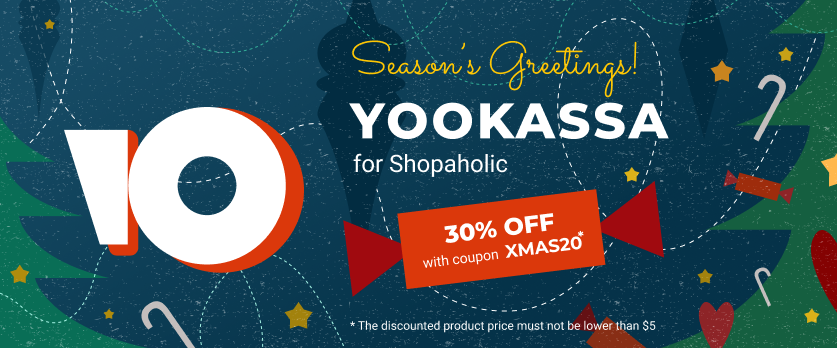 Season's Greetings!
YOOKASSA
for Shopaholic
30% OFF
with coupon XMAS20*
* The discounted product price must not be lower than $5